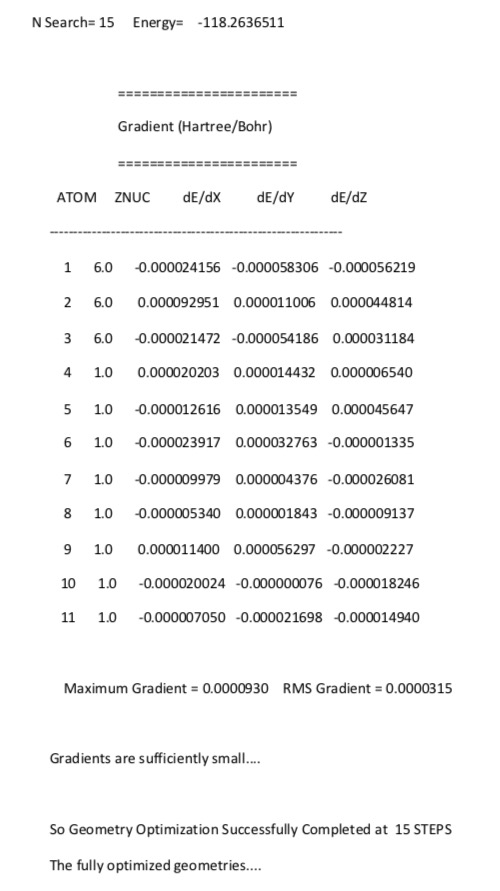 N Search= 15 Energy= -118.2636511
========================
Gradient (Hartree/Bohr)
========================
ATOM ZNUC dE/dX dE/dY dE/dZ
--------------------------------------------------------------
1 6.0 -0.000024156 -0.000058306 -0.000056219
2 6.0 0.000092951 0.000011006 0.000044814
3 6.0 -0.000021472 -0.000054186 0.000031184
4 1.0 0.000020203 0.000014432 0.000006540
5 1.0 -0.000012616 0.000013549 0.000045647
6 1.0 -0.000023917 0.000032763 -0.000001335
7 1.0 -0.000009979 0.000004376 -0.000026081
8 1.0 -0.000005340 0.000001843 -0.000009137
9 1.0 0.000011400 0.000056297 -0.000002227
10 1.0 -0.000020024 -0.000000076 -0.000018246
11 1.0 -0.000007050 -0.000021698 -0.000014940
Maximum Gradient = 0.0000930 RMS Gradient = 0.0000315
Gradients are sufficiently small....
So Geometry Optimization Successfully Completed at 15 STEPS
The fully optimized geometries....